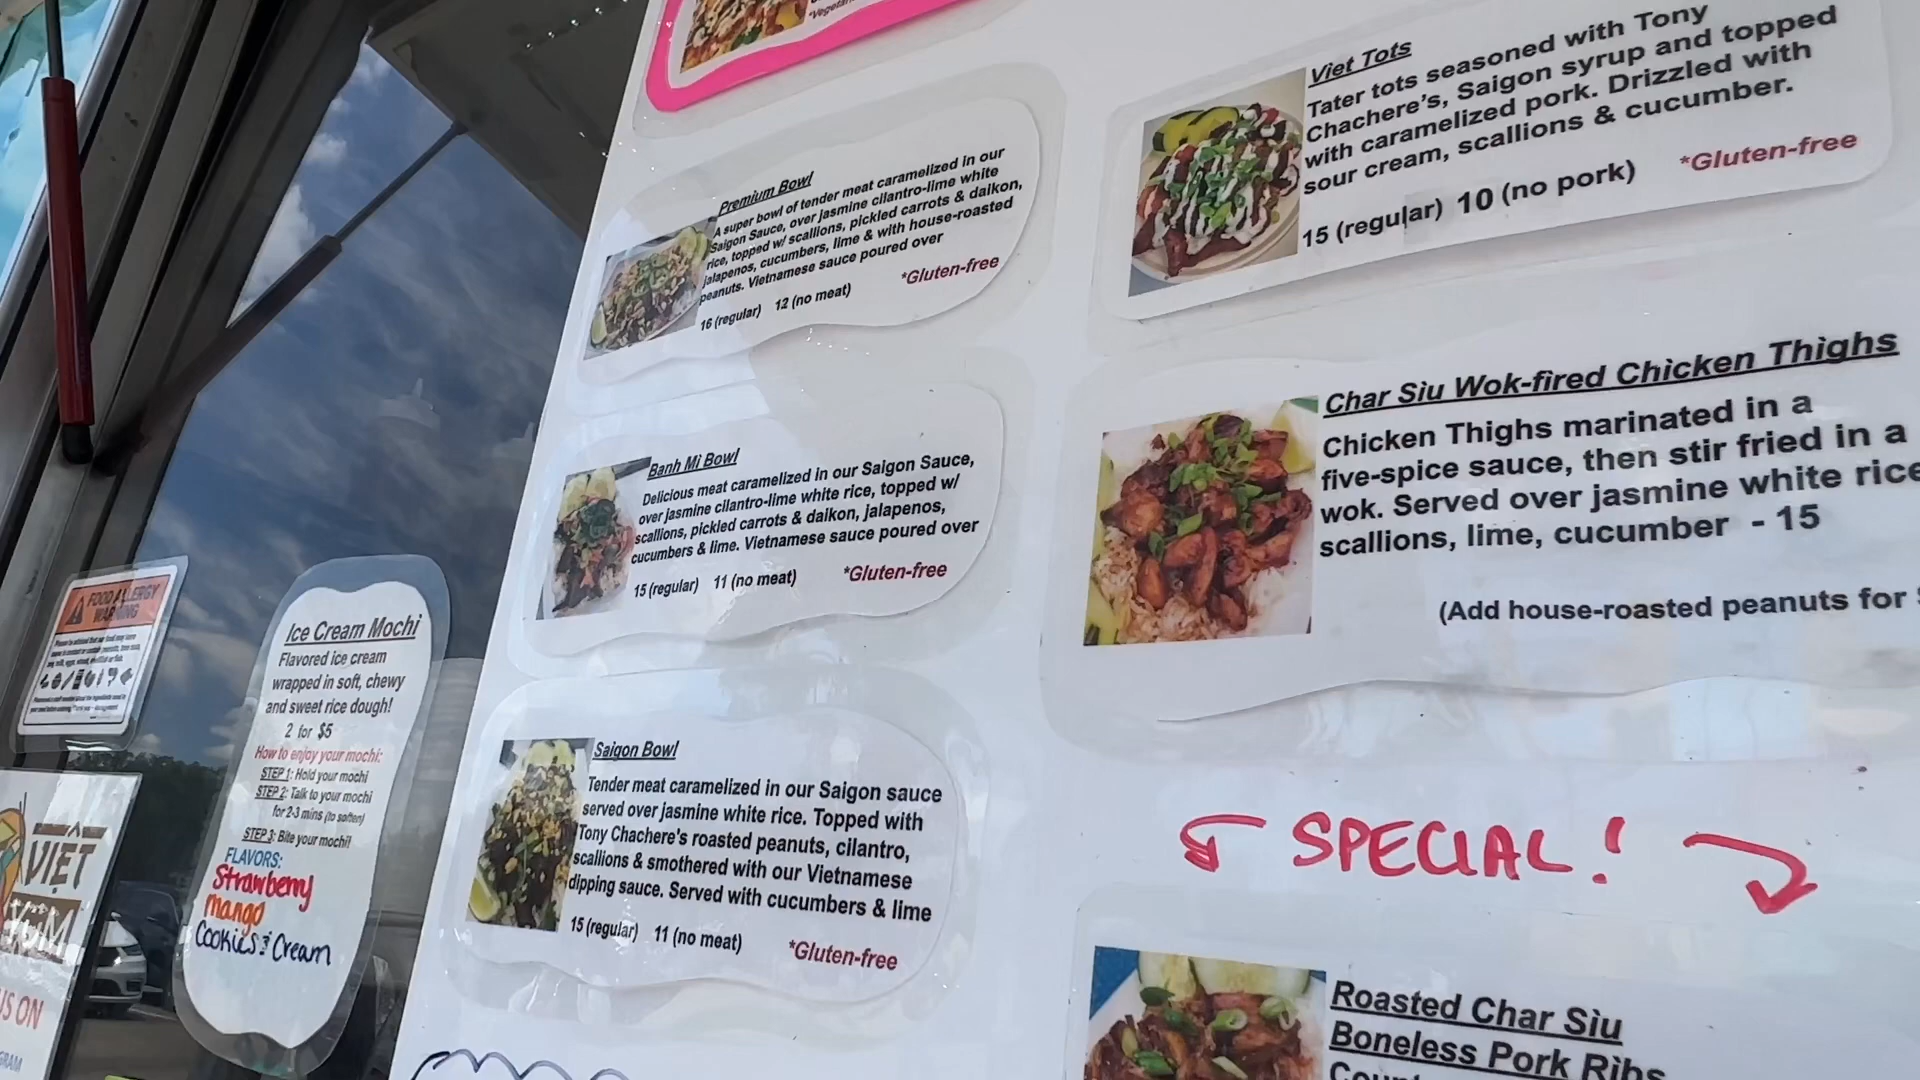 Premium Bowl
A super bowl of tender meat caramelized in our
Saigon Sauce, over jasmine cilantro-lime white
rice, topped w/ scallions, pickled carrots & daikon,
jalapenos, cucumbers, lime & with house-roasted
peanuts. Vietnamese sauce poured over
*Gluten-free
16 (regular) 12 (no meat)
Banh Mi Bowl
Delicious meat caramelized in our Saigon Sauce,
over jasmine cilantro-lime white rice, topped w/
scallions, pickled carrots & daikon, jalapenos,
cucumbers & lime. Vietnamese sauce poured over
15 (regular) 11 (no meat) *Gluten-free
Saigon Bowl
Tender meat caramelized in our Saigon sauce
served over jasmine white rice. Topped with
Tony Chachere's roasted peanuts, cilantro,
scallions & smothered with our Vietnamese
dipping sauce. Served with cucumbers & lime
15 (regular) 11 (no meat) *Gluten-free
Viet Tots
Tater tots seasoned with Tony
Chachere's, Saigon syrup and topped
with caramelized pork. Drizzled with
sour cream, scallions & cucumber.
15 (regular) 10 (no pork) *Gluten-free
Char Sìu Wok-fired Chicken Thighs
Chicken Thighs marinated in a
five-spice sauce, then stir fried in a
wok. Served over jasmine white rice
scallions, lime, cucumber - 15
(Add house-roasted peanuts for
SPECIAL!
Roasted Char Sìu
Boneless Pork Rìbs
FOOD ALLERGY
WARNING
Ice Cream Mochi
Flavored ice cream
wrapped in soft, chewy
and sweet rice dough!
2 for $5
How to enjoy your mochi:
STEP 1: Hold your mochi
STEP 2: Talk to your mochi
for 2-3 mins (to soften)
STEP 3: Bite your mochi!
FLAVORS:
Strawberry
Mango
Cookies & Cream
VIỆT
US ON